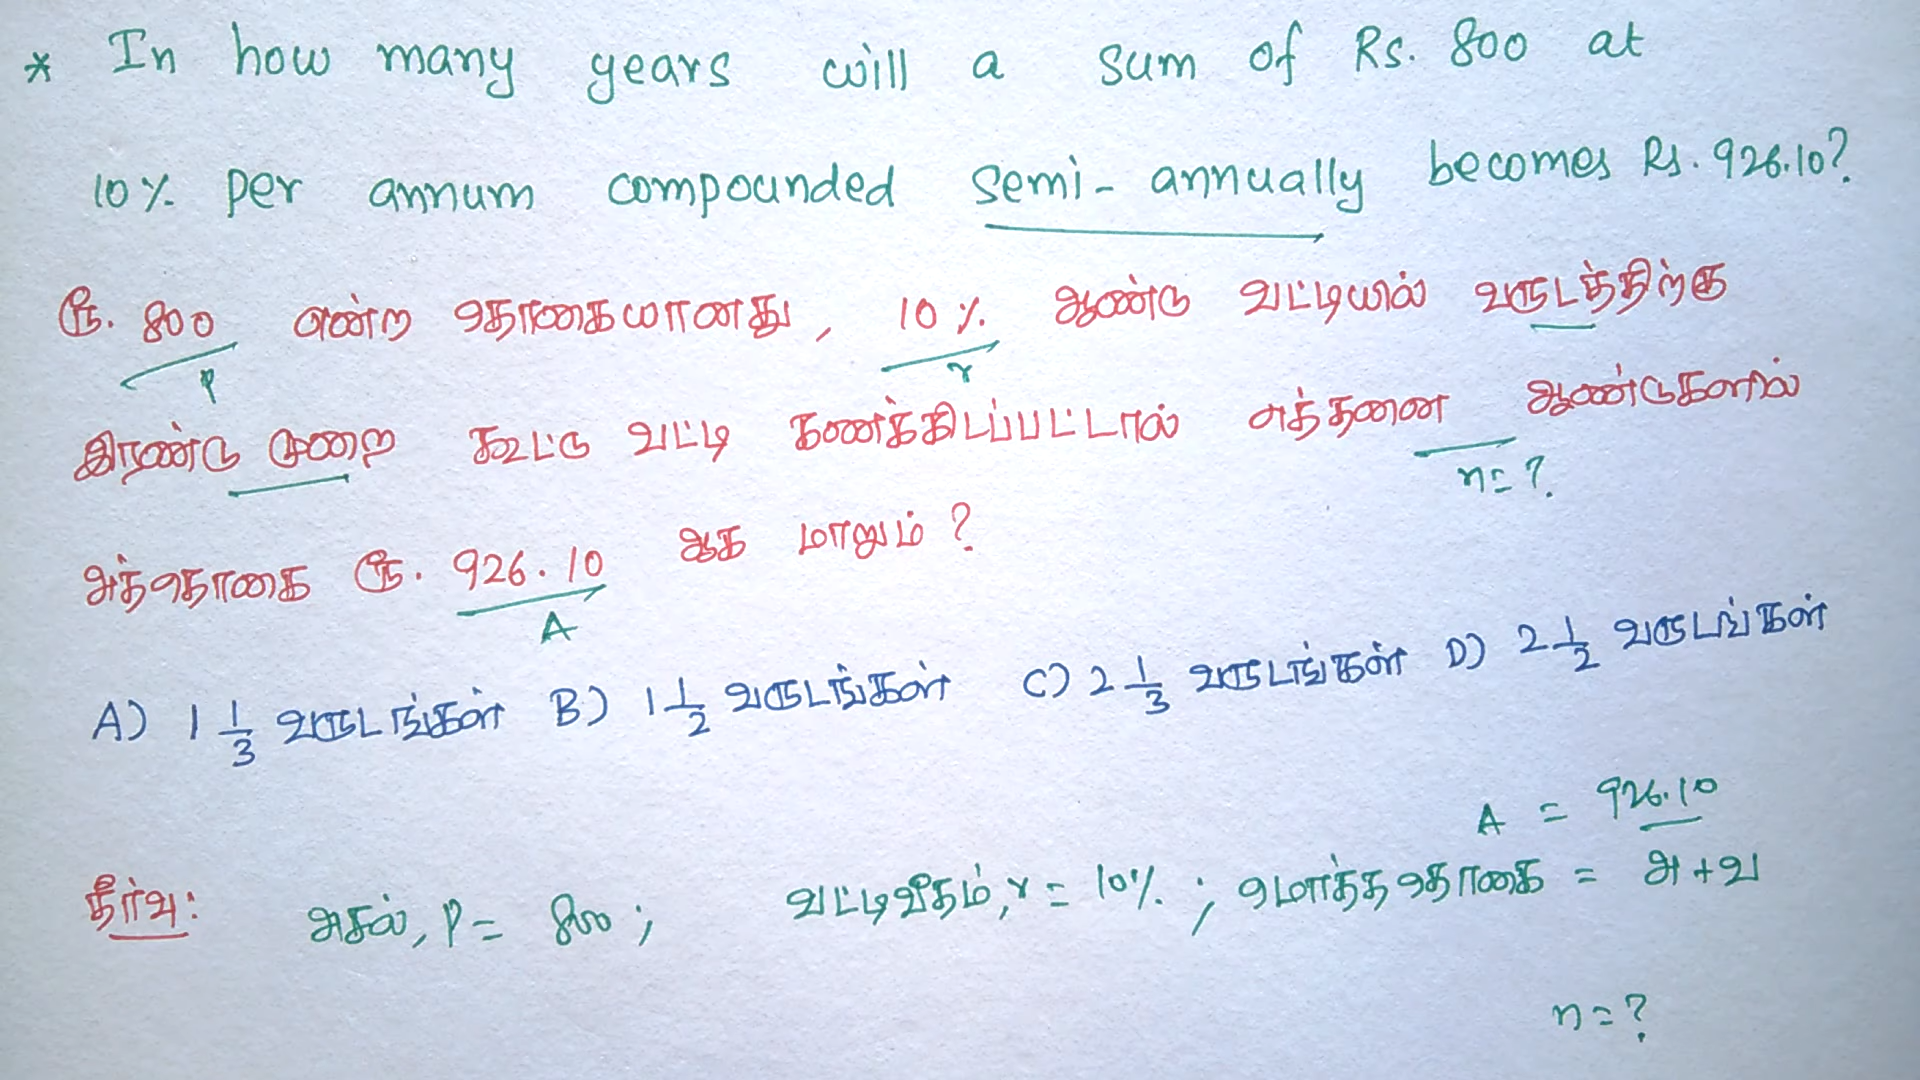 * In how many years will a sum of Rs. 800 at
10% per annum compounded semi-annually becomes Rs. 926.10?
ரூ. 800 என்ற தொகையானது, 10% ஆண்டு வட்டியில் வருடத்திற்கு
p r
இரண்டு முறை கூட்டு வட்டி கணக்கிடப்பட்டால் எத்தனை ஆண்டுகளில்
n=?
அத்தொகை ரூ. 926.10 ஆக மாறும்?
A
A) 1 1/3 வருடங்கள் B) 1 1/2 வருடங்கள் C) 2 1/3 வருடங்கள் D) 2 1/2 வருடங்கள்
A = 926.10
தீர்வு: அசல், P = 800; வட்டிவீதம், r = 10%; மொத்த தொகை = அ+வ
n=?